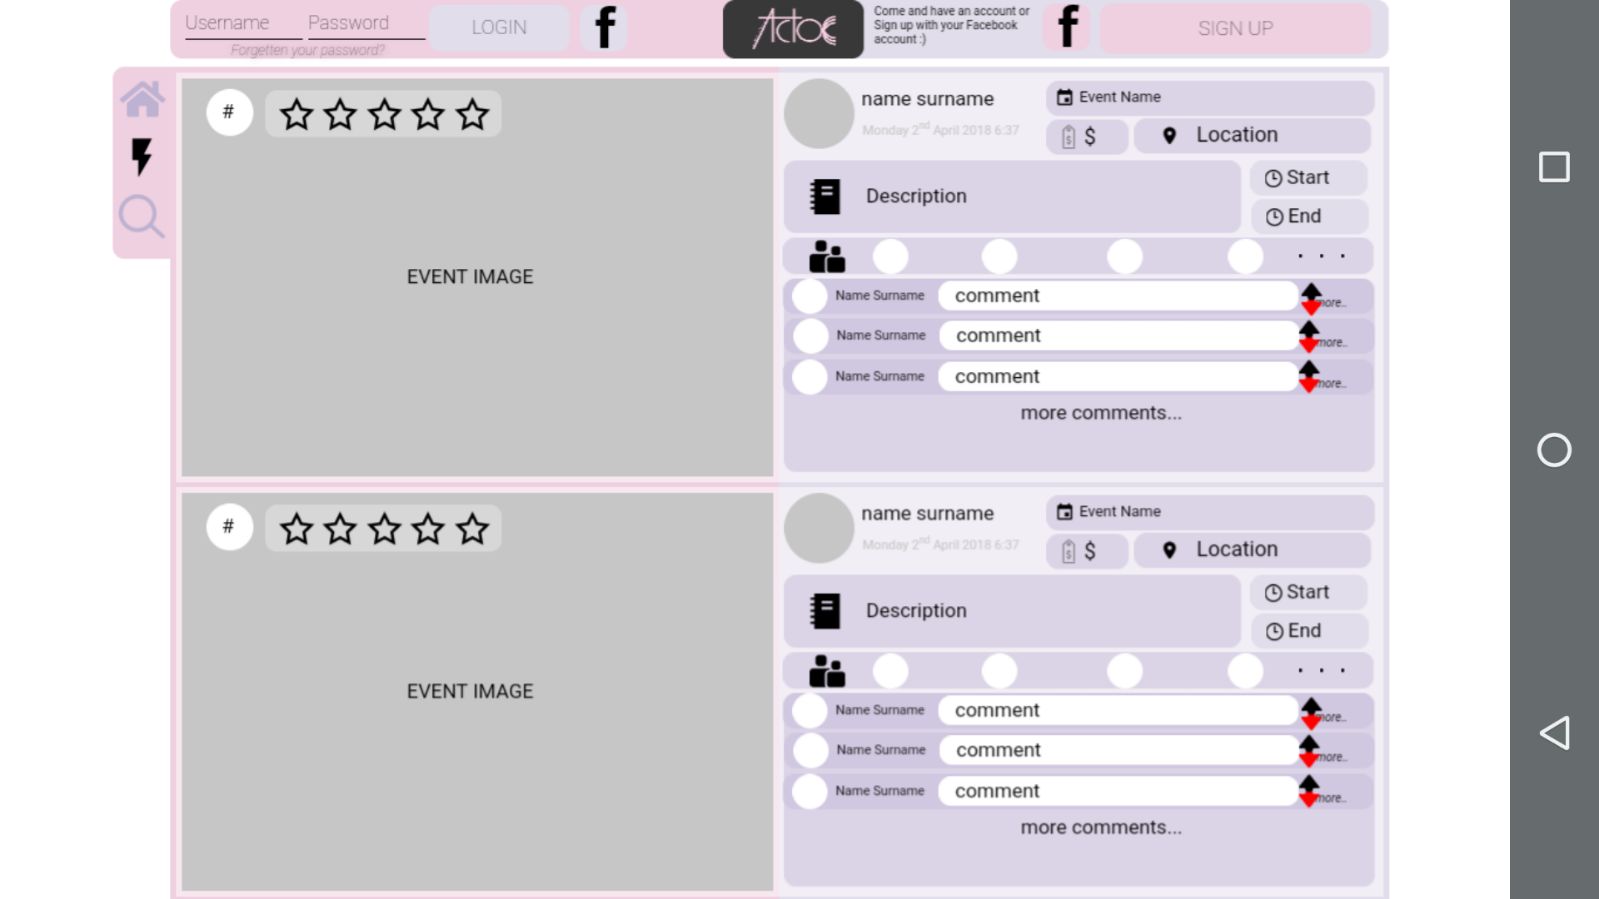 Username Password LOGIN f
Forgetten your password?
Actoe
Come and have an account or
Sign up with your Facebook
account :)
f
SIGN UP
#
EVENT IMAGE
name surname
Monday 2nd April 2018 6:37
Event Name
$ Location
Description
Start
End
. . .
Name Surname comment more..
Name Surname comment more..
Name Surname comment more..
more comments...
#
EVENT IMAGE
name surname
Monday 2nd April 2018 6:37
Event Name
$ Location
Description
Start
End
. . .
Name Surname comment more..
Name Surname comment more..
Name Surname comment more..
more comments...